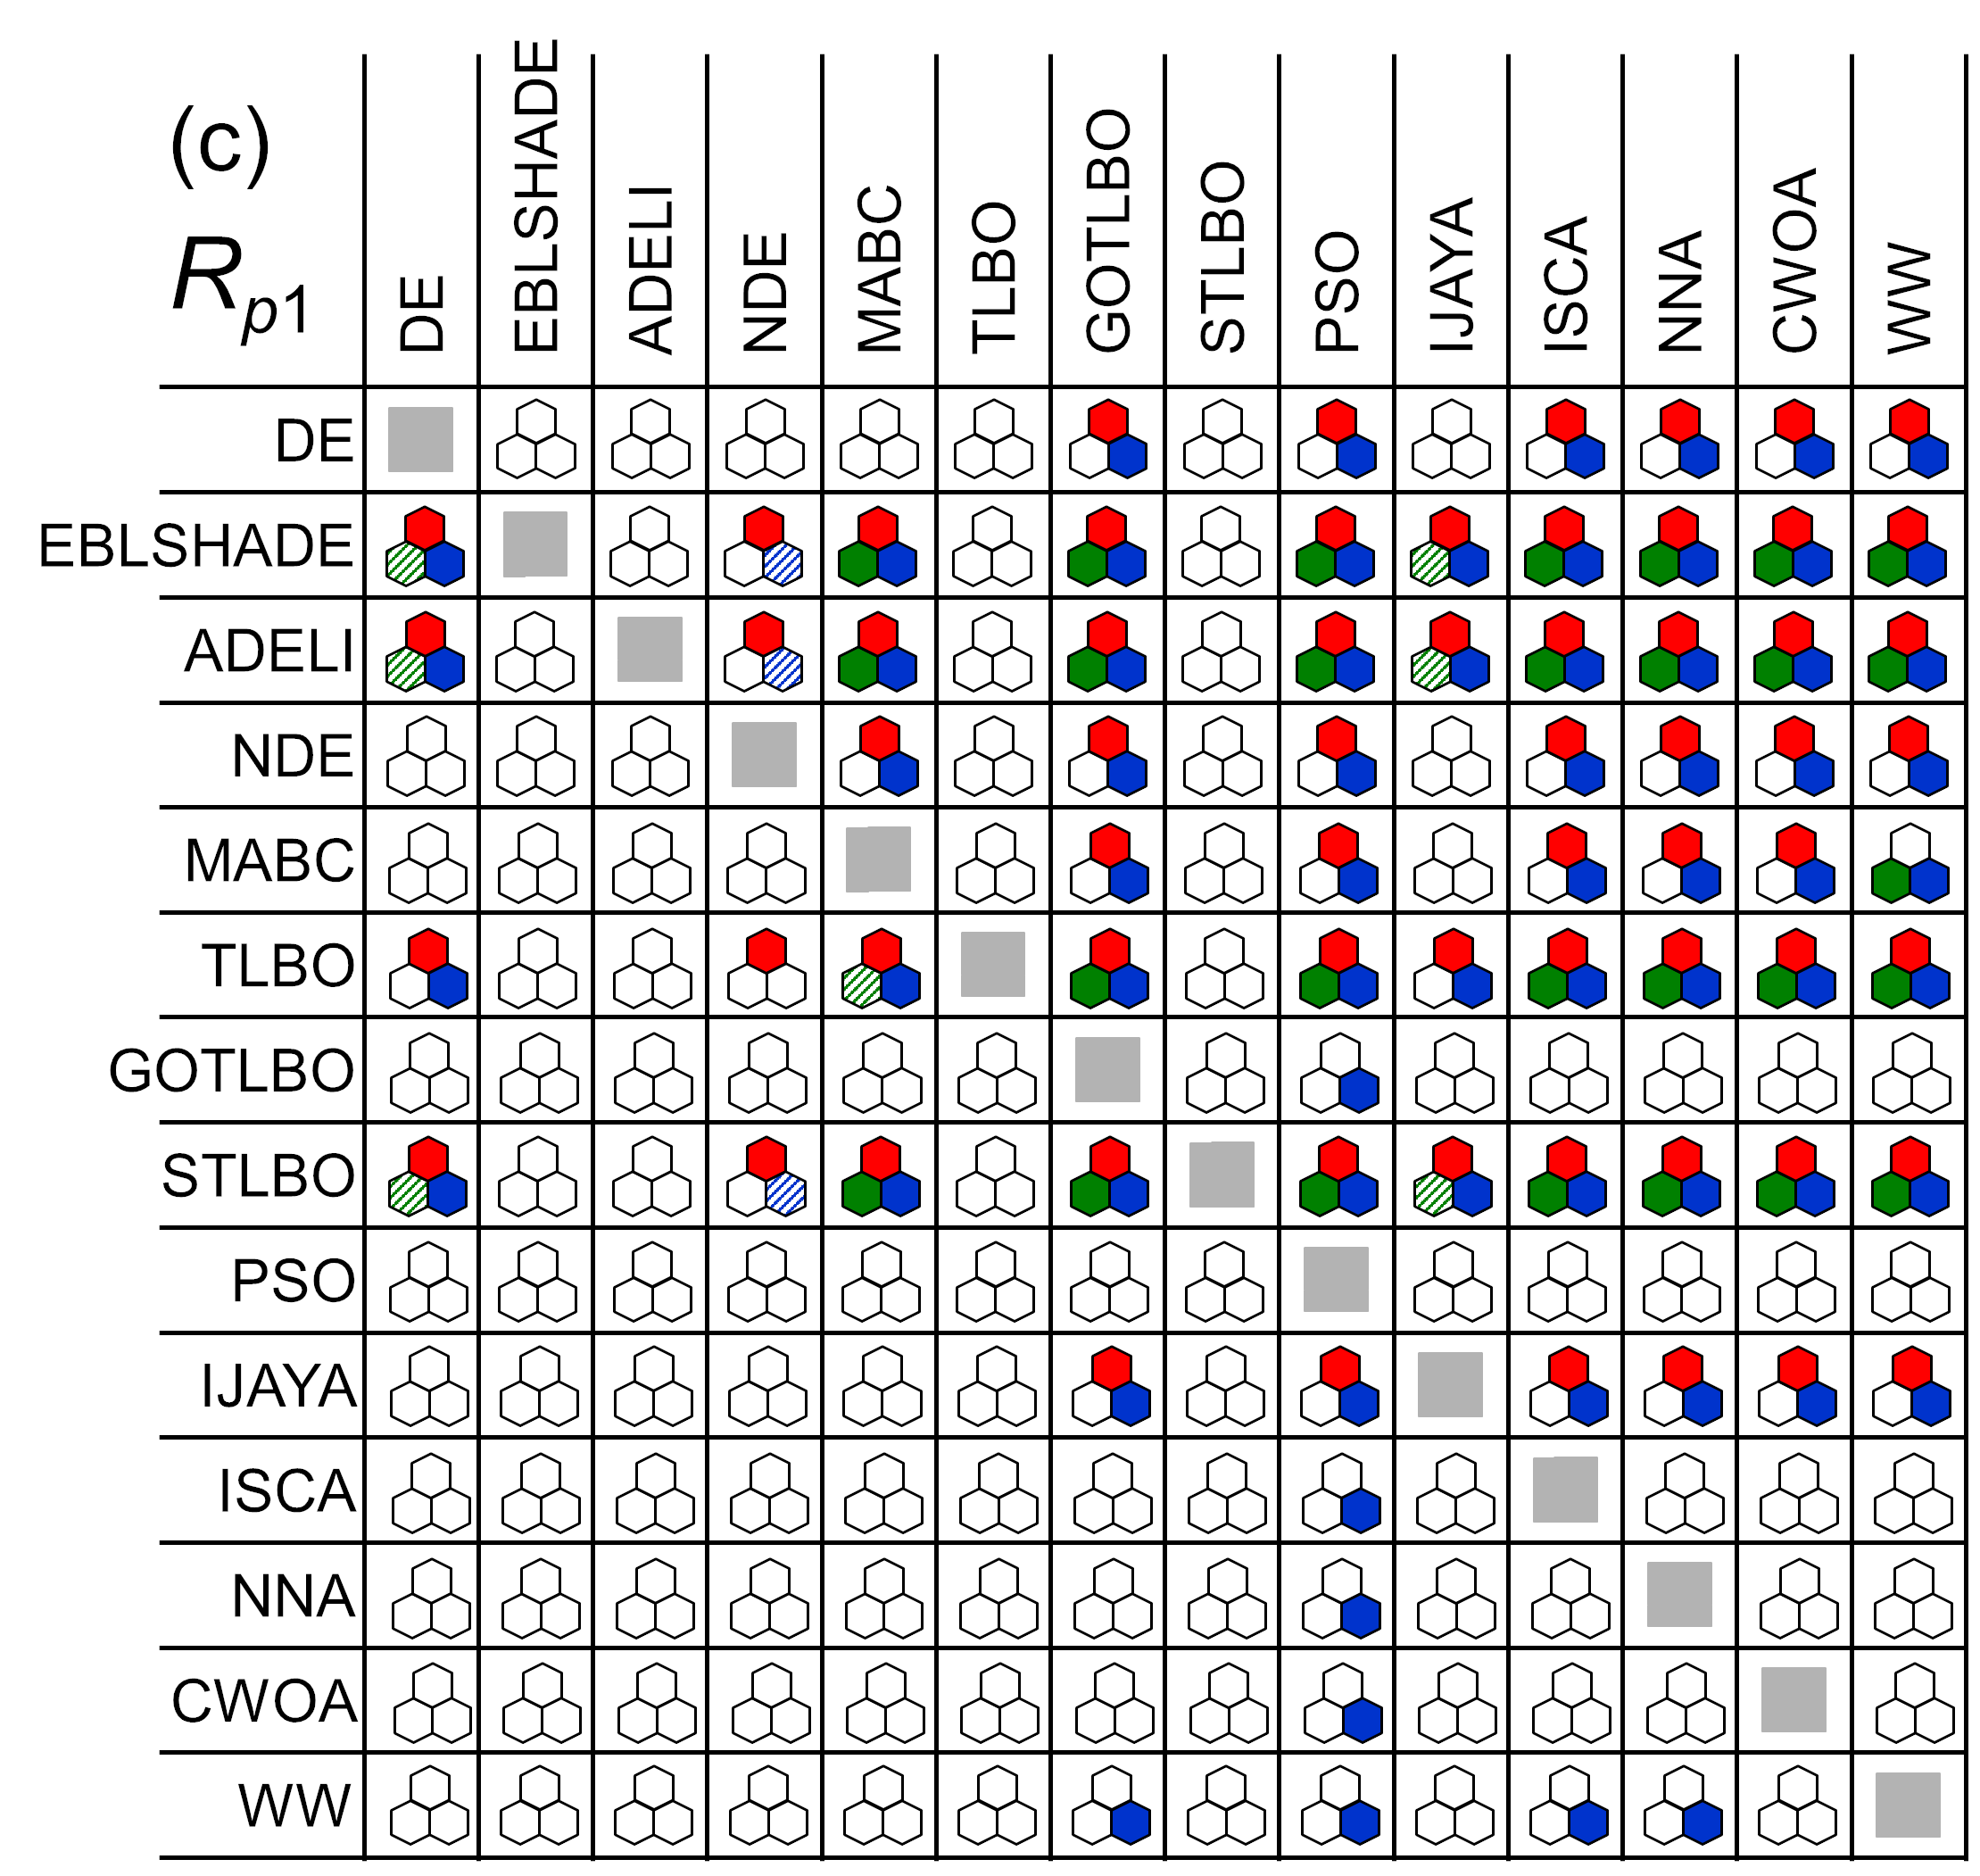 (c)
Rp1
DE
EBLSHADE
ADELI
NDE
MABC
TLBO
GOTLBO
STLBO
PSO
IJAYA
ISCA
NNA
CWOA
WW
DE
EBLSHADE
ADELI
NDE
MABC
TLBO
GOTLBO
STLBO
PSO
IJAYA
ISCA
NNA
CWOA
WW